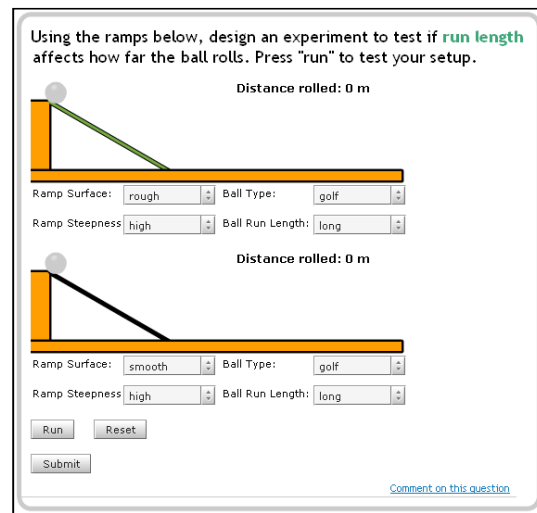 Using the ramps below, design an experiment to test if run length
affects how far the ball rolls. Press "run" to test your setup.
Distance rolled: 0 m
Ramp Surface: rough Ball Type: golf
Ramp Steepness high Ball Run Length: long
Distance rolled: 0 m
Ramp Surface: smooth Ball Type: golf
Ramp Steepness high Ball Run Length: long
Run Reset
Submit
Comment on this question